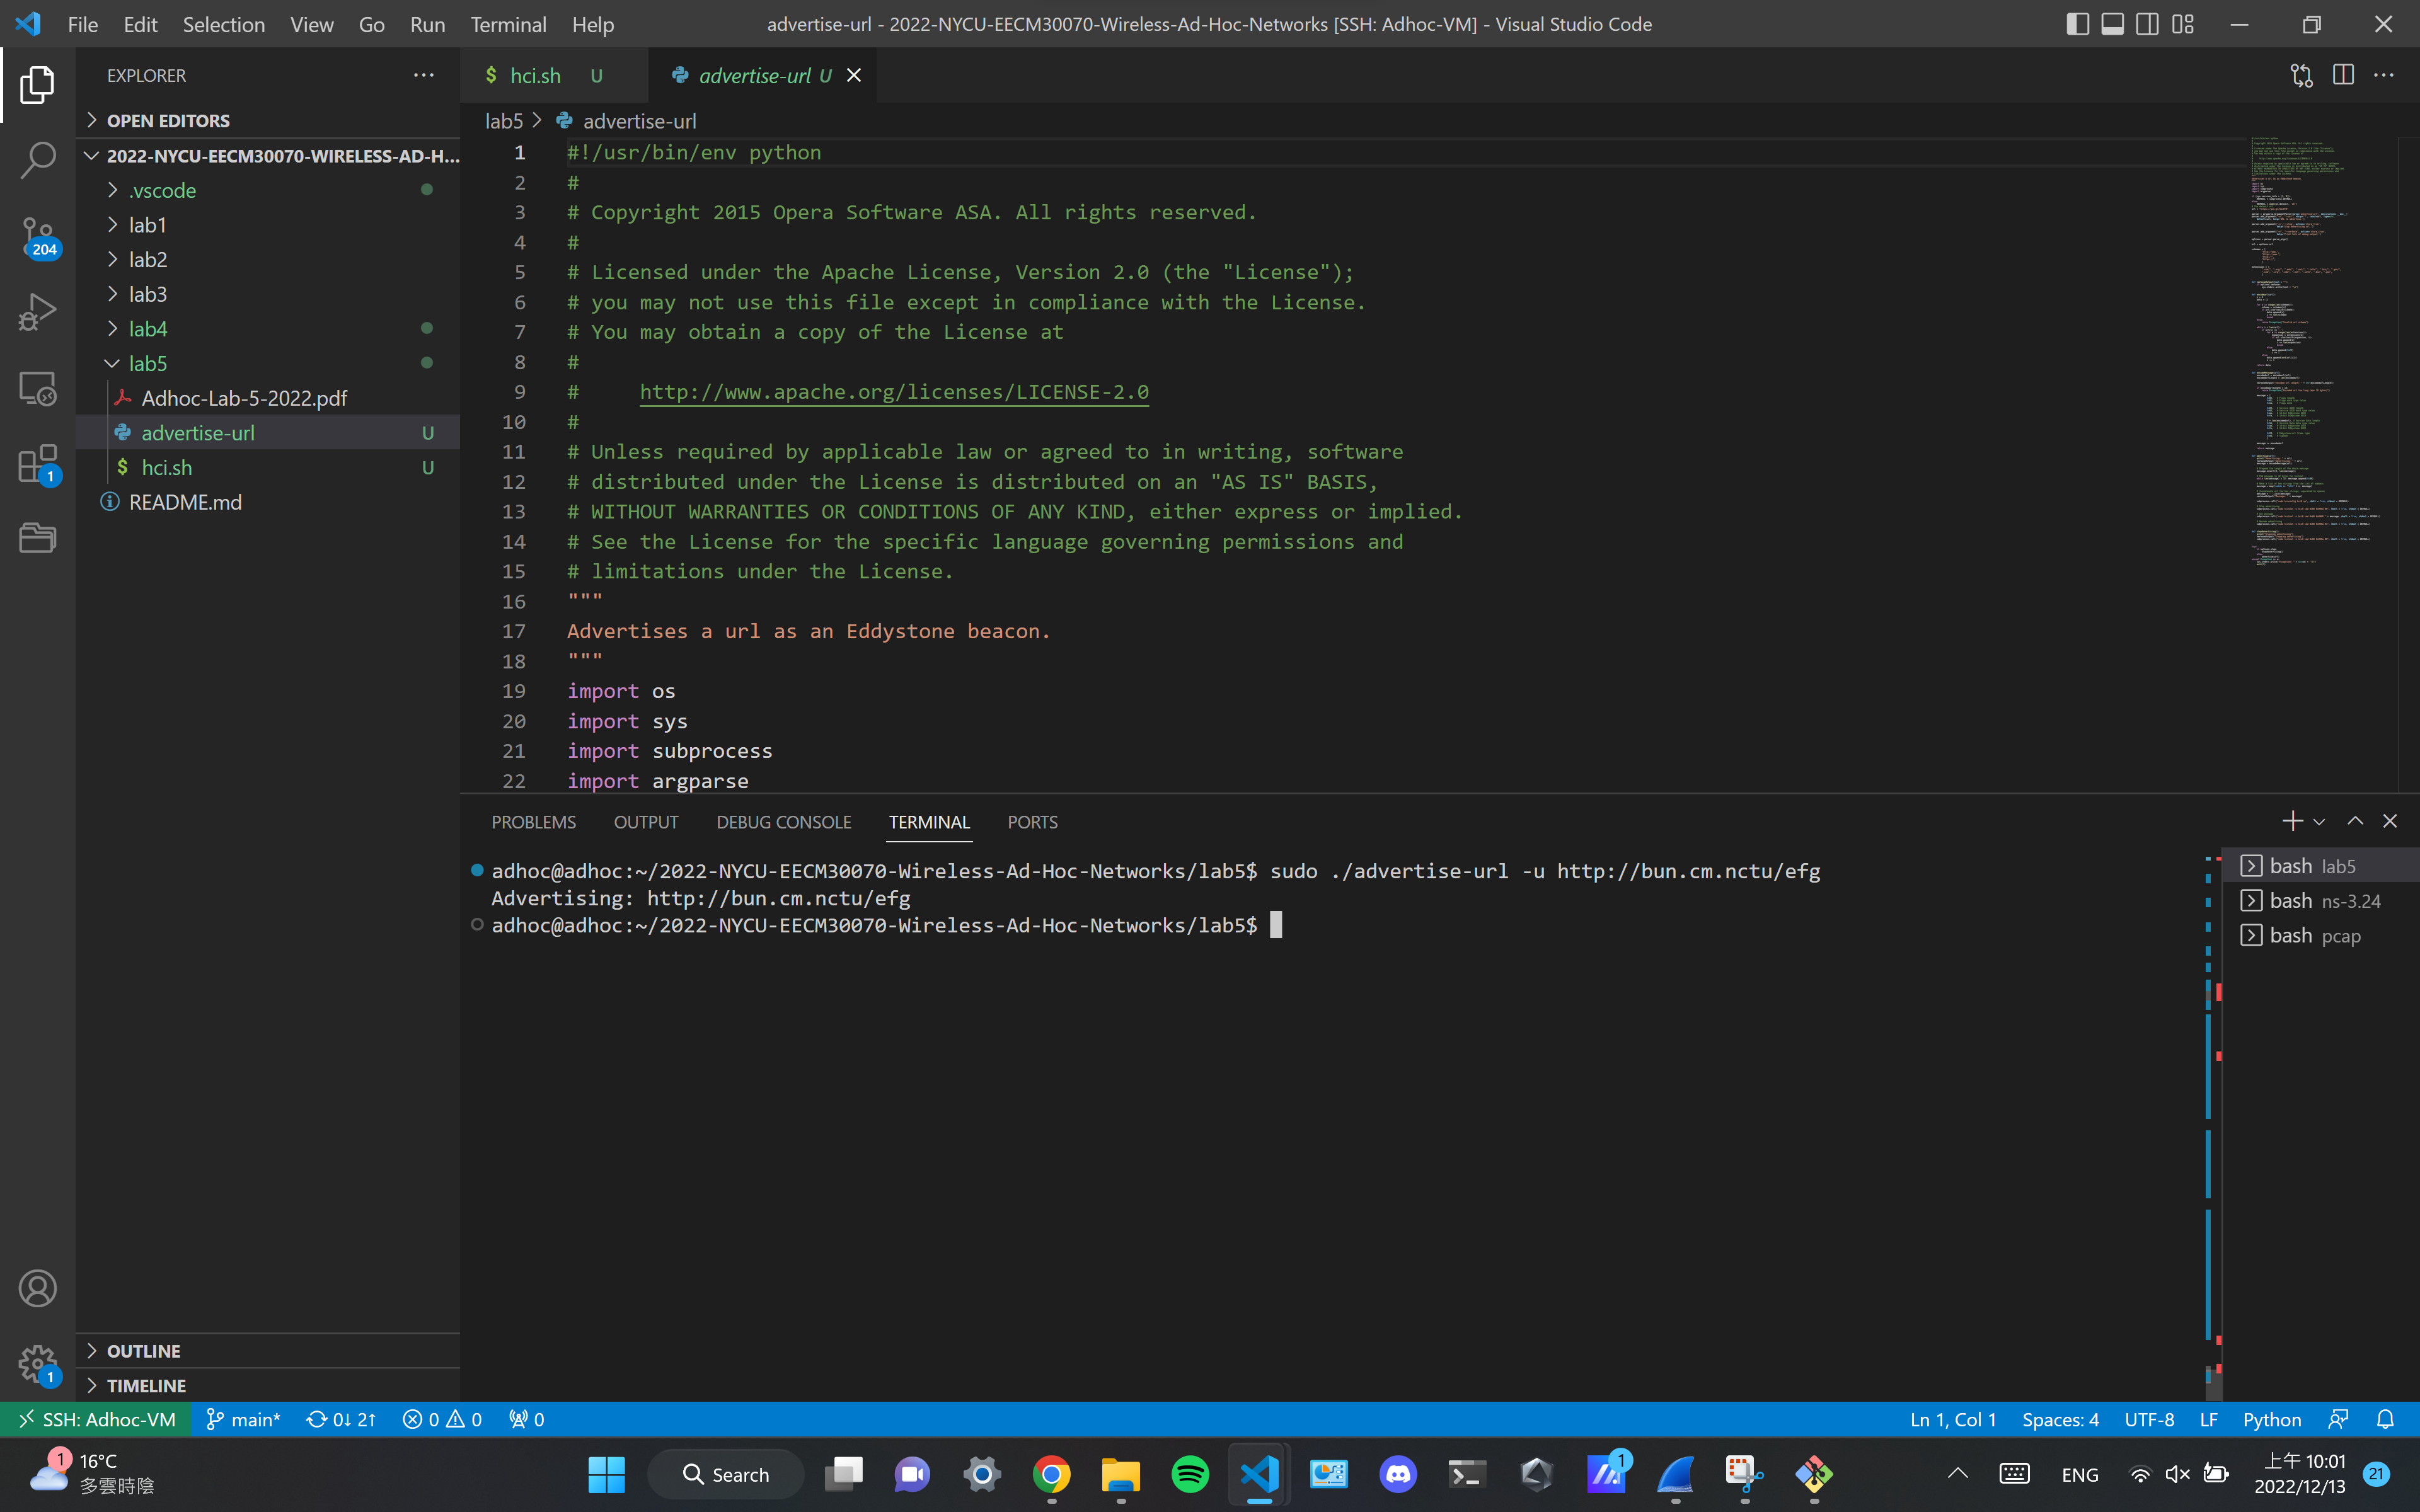 File Edit Selection View Go Run Terminal Help
advertise-url - 2022-NYCU-EECM30070-Wireless-Ad-Hoc-Networks [SSH: Adhoc-VM] - Visual Studio Code
EXPLORER
OPEN EDITORS
2022-NYCU-EECM30070-WIRELESS-AD-H...
.vscode
lab1
lab2
lab3
lab4
lab5
Adhoc-Lab-5-2022.pdf
advertise-url U
hci.sh U
README.md
204
1
OUTLINE
TIMELINE
1
$ hci.sh U
advertise-url U
lab5 > advertise-url
1 #!/usr/bin/env python
2 #
3 # Copyright 2015 Opera Software ASA. All rights reserved.
4 #
5 # Licensed under the Apache License, Version 2.0 (the "License");
6 # you may not use this file except in compliance with the License.
7 # You may obtain a copy of the License at
8 #
9 #     http://www.apache.org/licenses/LICENSE-2.0
10 #
11 # Unless required by applicable law or agreed to in writing, software
12 # distributed under the License is distributed on an "AS IS" BASIS,
13 # WITHOUT WARRANTIES OR CONDITIONS OF ANY KIND, either express or implied.
14 # See the License for the specific language governing permissions and
15 # limitations under the License.
16 """
17 Advertises a url as an Eddystone beacon.
18 """
19 import os
20 import sys
21 import subprocess
22 import argparse
PROBLEMS OUTPUT DEBUG CONSOLE TERMINAL PORTS
adhoc@adhoc:~/2022-NYCU-EECM30070-Wireless-Ad-Hoc-Networks/lab5$ sudo ./advertise-url -u http://bun.cm.nctu/efg
Advertising: http://bun.cm.nctu/efg
adhoc@adhoc:~/2022-NYCU-EECM30070-Wireless-Ad-Hoc-Networks/lab5$
bash lab5
bash ns-3.24
bash pcap
SSH: Adhoc-VM main* 0↓ 2↑ 0 0 0
Ln 1, Col 1 Spaces: 4 UTF-8 LF Python
1 16°C
多雲時陰
Search
1
ENG
上午 10:01
2022/12/13
21